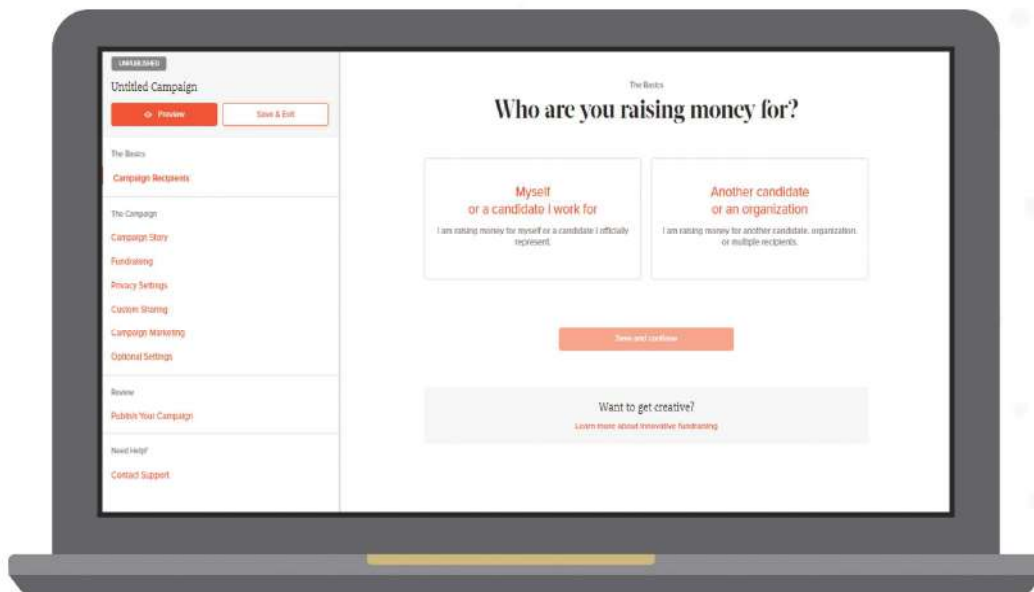 UNPUBLISHED
Untitled Campaign
Preview
Save & Exit
The Basics
Campaign Recipients
The Campaign
Campaign Story
Fundraising
Privacy Settings
Custom Sharing
Campaign Marketing
Optional Settings
Review
Publish Your Campaign
Need Help?
Contact Support
The Basics
Who are you raising money for?
Myself
or a candidate I work for
I am raising money for myself or a candidate I officially
represent.
Another candidate
or an organization
I am raising money for another candidate, organization,
or multiple recipients.
Save and continue
Want to get creative?
Learn more about innovative fundraising